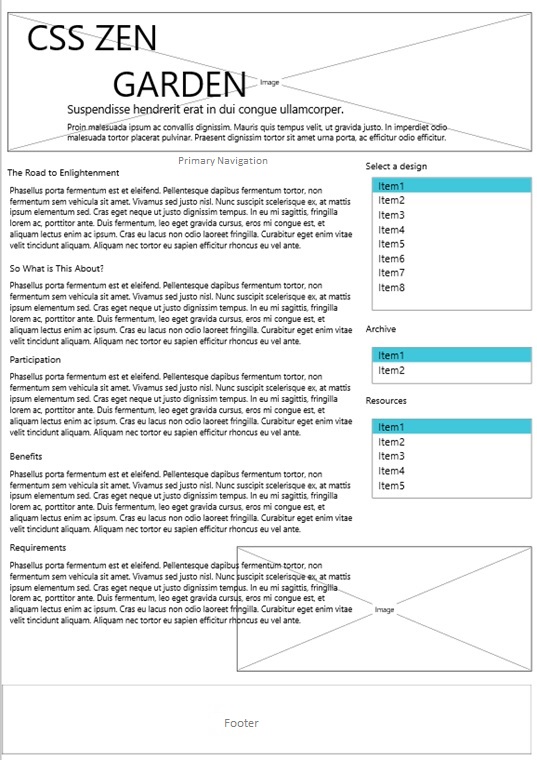 CSS ZEN
GARDEN
Image
Suspendisse hendrerit erat in dui congue ullamcorper.
Proin malesuada ipsum ac convallis dignissim. Mauris quis tempus velit, ut gravida justo. In imperdiet odio
malesuada tortor placerat pulvinar. Praesent dignissim tortor sit amet urna porta, ac efficitur odio efficitur.
Primary Navigation
The Road to Enlightenment
Phasellus porta fermentum est et eleifend. Pellentesque dapibus fermentum tortor, non
fermentum sem vehicula sit amet. Vivamus sed justo nisl. Nunc suscipit scelerisque ex, at mattis
ipsum elementum sed. Cras eget neque ut justo dignissim tempus. In eu mi sagittis, fringilla
lorem ac, porttitor ante. Duis fermentum, leo eget gravida cursus, eros mi congue est, et
aliquam lectus enim ac ipsum. Cras eu lacus non odio laoreet fringilla. Curabitur eget enim vitae
velit tincidunt aliquam. Aliquam nec tortor eu sapien efficitur rhoncus eu vel ante.
So What is This About?
Phasellus porta fermentum est et eleifend. Pellentesque dapibus fermentum tortor, non
fermentum sem vehicula sit amet. Vivamus sed justo nisl. Nunc suscipit scelerisque ex, at mattis
ipsum elementum sed. Cras eget neque ut justo dignissim tempus. In eu mi sagittis, fringilla
lorem ac, porttitor ante. Duis fermentum, leo eget gravida cursus, eros mi congue est, et
aliquam lectus enim ac ipsum. Cras eu lacus non odio laoreet fringilla. Curabitur eget enim vitae
velit tincidunt aliquam. Aliquam nec tortor eu sapien efficitur rhoncus eu vel ante.
Participation
Phasellus porta fermentum est et eleifend. Pellentesque dapibus fermentum tortor, non
fermentum sem vehicula sit amet. Vivamus sed justo nisl. Nunc suscipit scelerisque ex, at mattis
ipsum elementum sed. Cras eget neque ut justo dignissim tempus. In eu mi sagittis, fringilla
lorem ac, porttitor ante. Duis fermentum, leo eget gravida cursus, eros mi congue est, et
aliquam lectus enim ac ipsum. Cras eu lacus non odio laoreet fringilla. Curabitur eget enim vitae
velit tincidunt aliquam. Aliquam nec tortor eu sapien efficitur rhoncus eu vel ante.
Benefits
Phasellus porta fermentum est et eleifend. Pellentesque dapibus fermentum tortor, non
fermentum sem vehicula sit amet. Vivamus sed justo nisl. Nunc suscipit scelerisque ex, at mattis
ipsum elementum sed. Cras eget neque ut justo dignissim tempus. In eu mi sagittis, fringilla
lorem ac, porttitor ante. Duis fermentum, leo eget gravida cursus, eros mi congue est, et
aliquam lectus enim ac ipsum. Cras eu lacus non odio laoreet fringilla. Curabitur eget enim vitae
velit tincidunt aliquam. Aliquam nec tortor eu sapien efficitur rhoncus eu vel ante.
Requirements
Phasellus porta fermentum est et eleifend. Pellentesque dapibus fermentum tortor, non
fermentum sem vehicula sit amet. Vivamus sed justo nisl. Nunc suscipit scelerisque ex, at mattis
ipsum elementum sed. Cras eget neque ut justo dignissim tempus. In eu mi sagittis, fringilla
lorem ac, porttitor ante. Duis fermentum, leo eget gravida cursus, eros mi congue est, et
aliquam lectus enim ac ipsum. Cras eu lacus non odio laoreet fringilla. Curabitur eget enim vitae
velit tincidunt aliquam. Aliquam nec tortor eu sapien efficitur rhoncus eu vel ante.
Select a design
Item1
Item2
Item3
Item4
Item5
Item6
Item7
Item8
Archive
Item1
Item2
Resources
Item1
Item2
Item3
Item4
Item5
Image
Footer